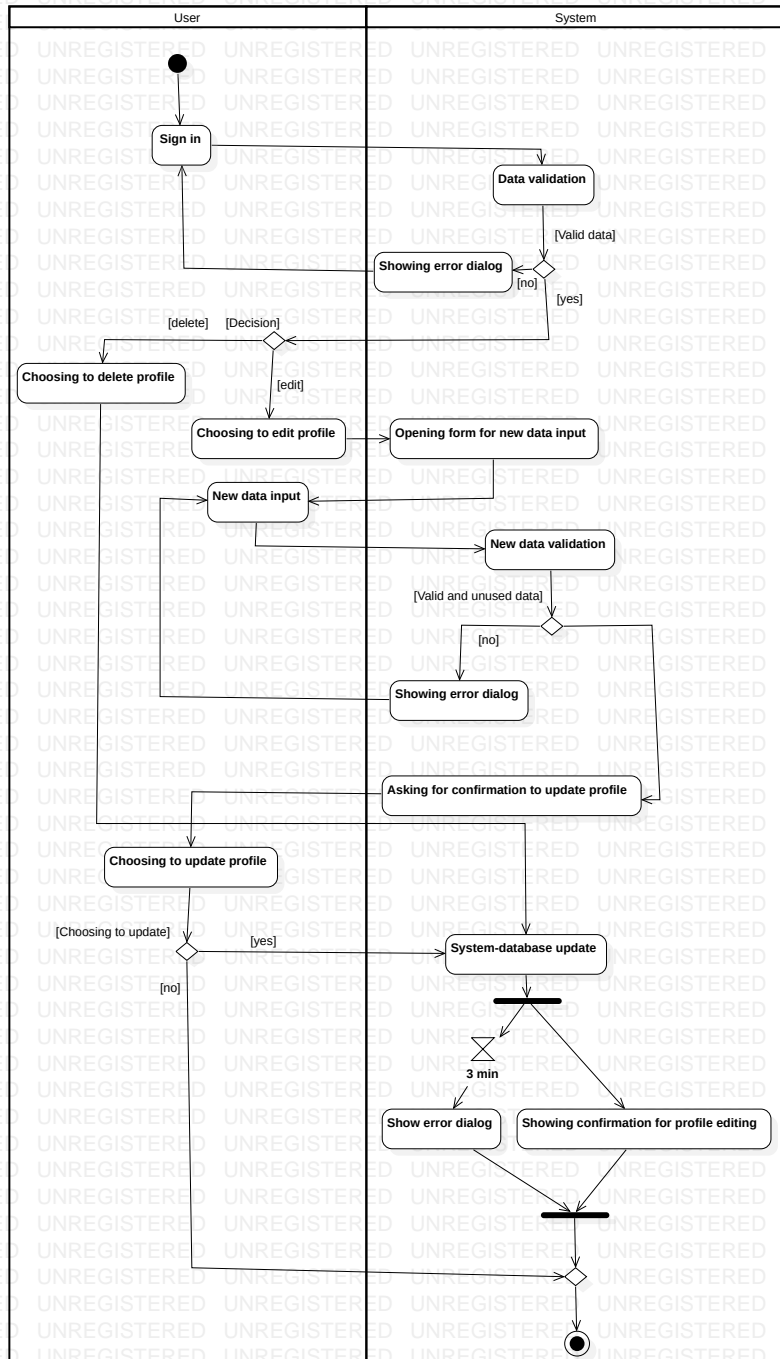 User
System
Sign in
Data validation
[Valid data]
Showing error dialog
[no]
[yes]
[delete]
[Decision]
Choosing to delete profile
[edit]
Choosing to edit profile
Opening form for new data input
New data input
New data validation
[Valid and unused data]
[no]
Showing error dialog
Asking for confirmation to update profile
Choosing to update profile
[Choosing to update]
[yes]
System-database update
[no]
3 min
Show error dialog
Showing confirmation for profile editing
UNREGISTERED